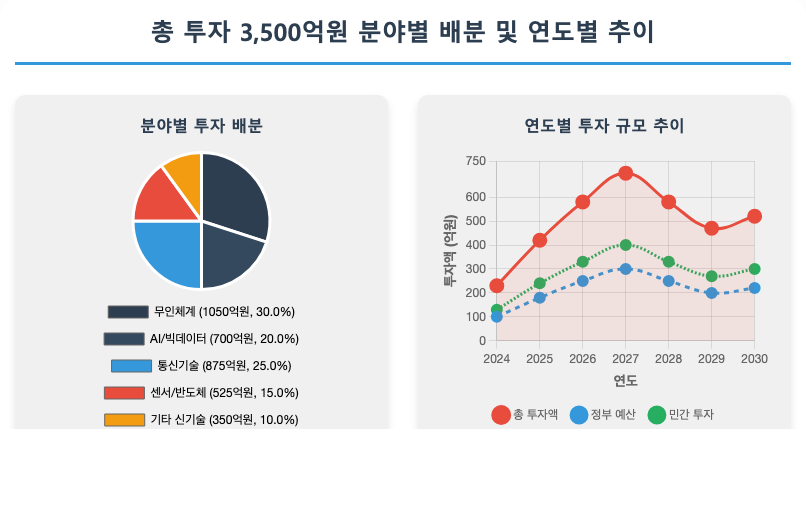 총 투자 3,500억원 분야별 배분 및 연도별 추이
분야별 투자 배분
무인체계 (1050억원, 30.0%)
AI/빅데이터 (700억원, 20.0%)
통신기술 (875억원, 25.0%)
센서/반도체 (525억원, 15.0%)
기타 신기술 (350억원, 10.0%)
연도별 투자 규모 추이
투자액 (억원)
750
600
500
400
300
200
100
0
2024 2025 2026 2027 2028 2029 2030
연도
총 투자액 정부 예산 민간 투자